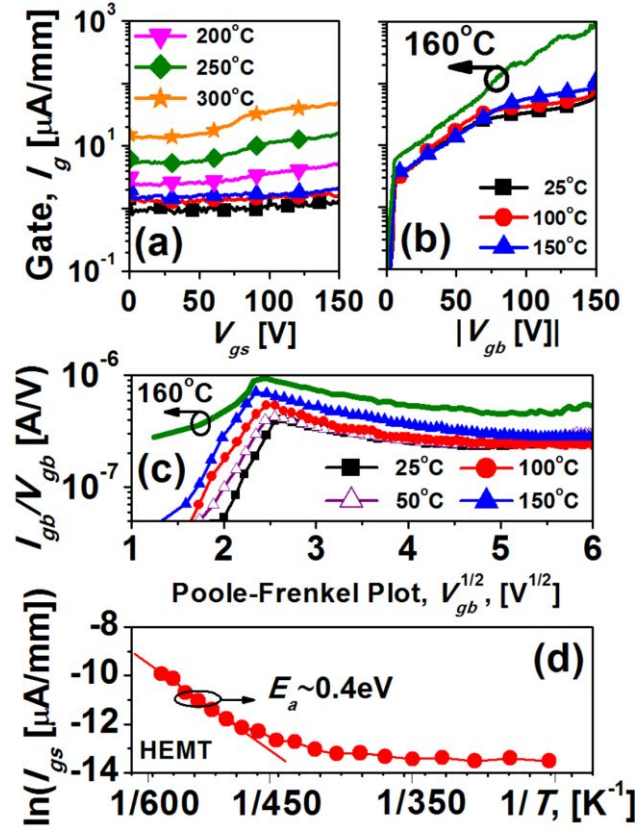 10³
200°C
250°C
300°C
10¹
10⁻¹
Gate, I_g [μA/mm]
(a)
0 50 100 150
V_gs [V]
160°C
25°C
100°C
150°C
(b)
0 50 100 150
|V_gb [V]|
10⁻⁶
10⁻⁷
I_gb/V_gb [A/V]
160°C
(c)
25°C 100°C
50°C 150°C
1 2 3 4 5 6
Poole-Frenkel Plot, V_gb^1/2, [V^1/2]
-8
-10
-12
-14
ln(I_gs [μA/mm])
(d)
E_a~0.4eV
HEMT
1/600 1/450 1/350 1/T, [K⁻¹]